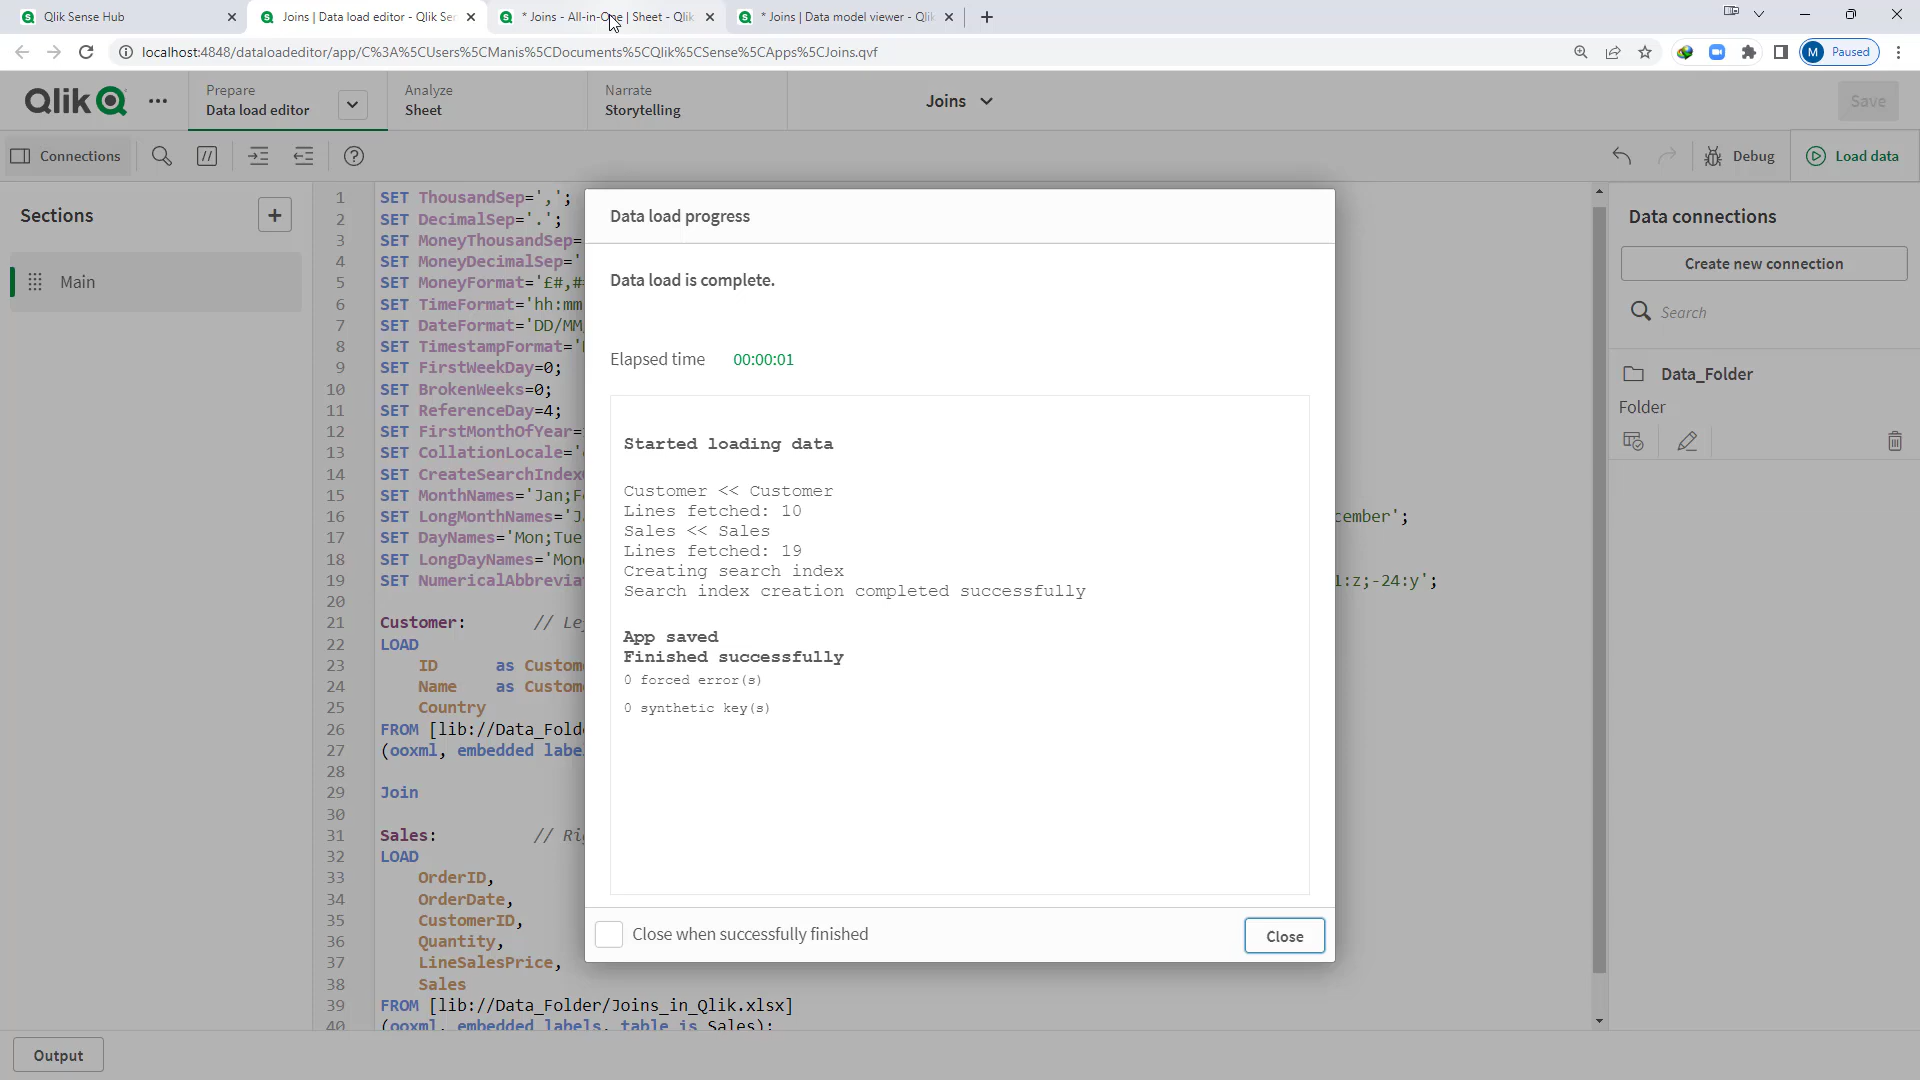 Qlik Sense Hub
Joins | Data load editor - Qlik Ser
* Joins - All-in-One | Sheet - Qlik
* Joins | Data model viewer - Qlik
localhost:4848/dataloadeditor/app/C%3A%5CUsers%5CManis%5CDocuments%5CQlik%5CSense%5CApps%5CJoins.qvf
M Paused
Qlik
Prepare
Data load editor
Analyze
Sheet
Narrate
Storytelling
Joins
Save
Connections
//
Debug
Load data
Sections
Main
1 SET ThousandSep=',';
2 SET DecimalSep='.';
3 SET MoneyThousandSep=
4 SET MoneyDecimalSep='
5 SET MoneyFormat='£#,#
6 SET TimeFormat='hh:mm
7 SET DateFormat='DD/MM
8 SET TimestampFormat='
9 SET FirstWeekDay=0;
10 SET BrokenWeeks=0;
11 SET ReferenceDay=4;
12 SET FirstMonthOfYear=
13 SET CollationLocale='
14 SET CreateSearchIndex
15 SET MonthNames='Jan;F
16 SET LongMonthNames='J cember';
17 SET DayNames='Mon;Tue
18 SET LongDayNames='Mon
19 SET NumericalAbbrevia 1:z;-24:y';
20
21 Customer: // Le
22 LOAD
23 ID as Custom
24 Name as Custom
25 Country
26 FROM [lib://Data_Fold
27 (ooxml, embedded labe
28
29 Join
30
31 Sales: // Ri
32 LOAD
33 OrderID,
34 OrderDate,
35 CustomerID,
36 Quantity,
37 LineSalesPrice,
38 Sales
39 FROM [lib://Data_Folder/Joins_in_Qlik.xlsx]
40 (ooxml, embedded labels, table is Sales);
Data load progress
Data load is complete.
Elapsed time 00:00:01
Started loading data
Customer << Customer
Lines fetched: 10
Sales << Sales
Lines fetched: 19
Creating search index
Search index creation completed successfully
App saved
Finished successfully
0 forced error(s)
0 synthetic key(s)
Close when successfully finished
Close
Data connections
Create new connection
Search
Data_Folder
Folder
Output